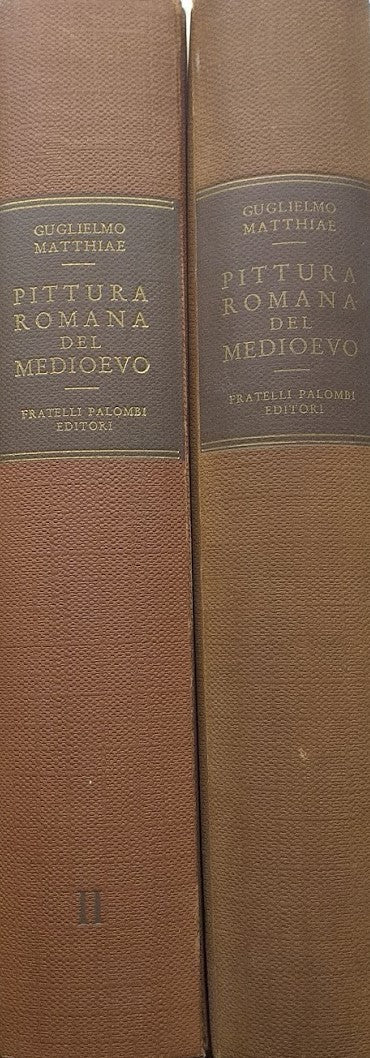 GUGLIELMO
MATTHIAE
PITTURA
ROMANA
DEL
MEDIOEVO
FRATELLI PALOMBI
EDITORI
II
GUGLIELMO
MATTHIAE
PITTURA
ROMANA
DEL
MEDIOEVO
FRATELLI PALOMBI
EDITORI